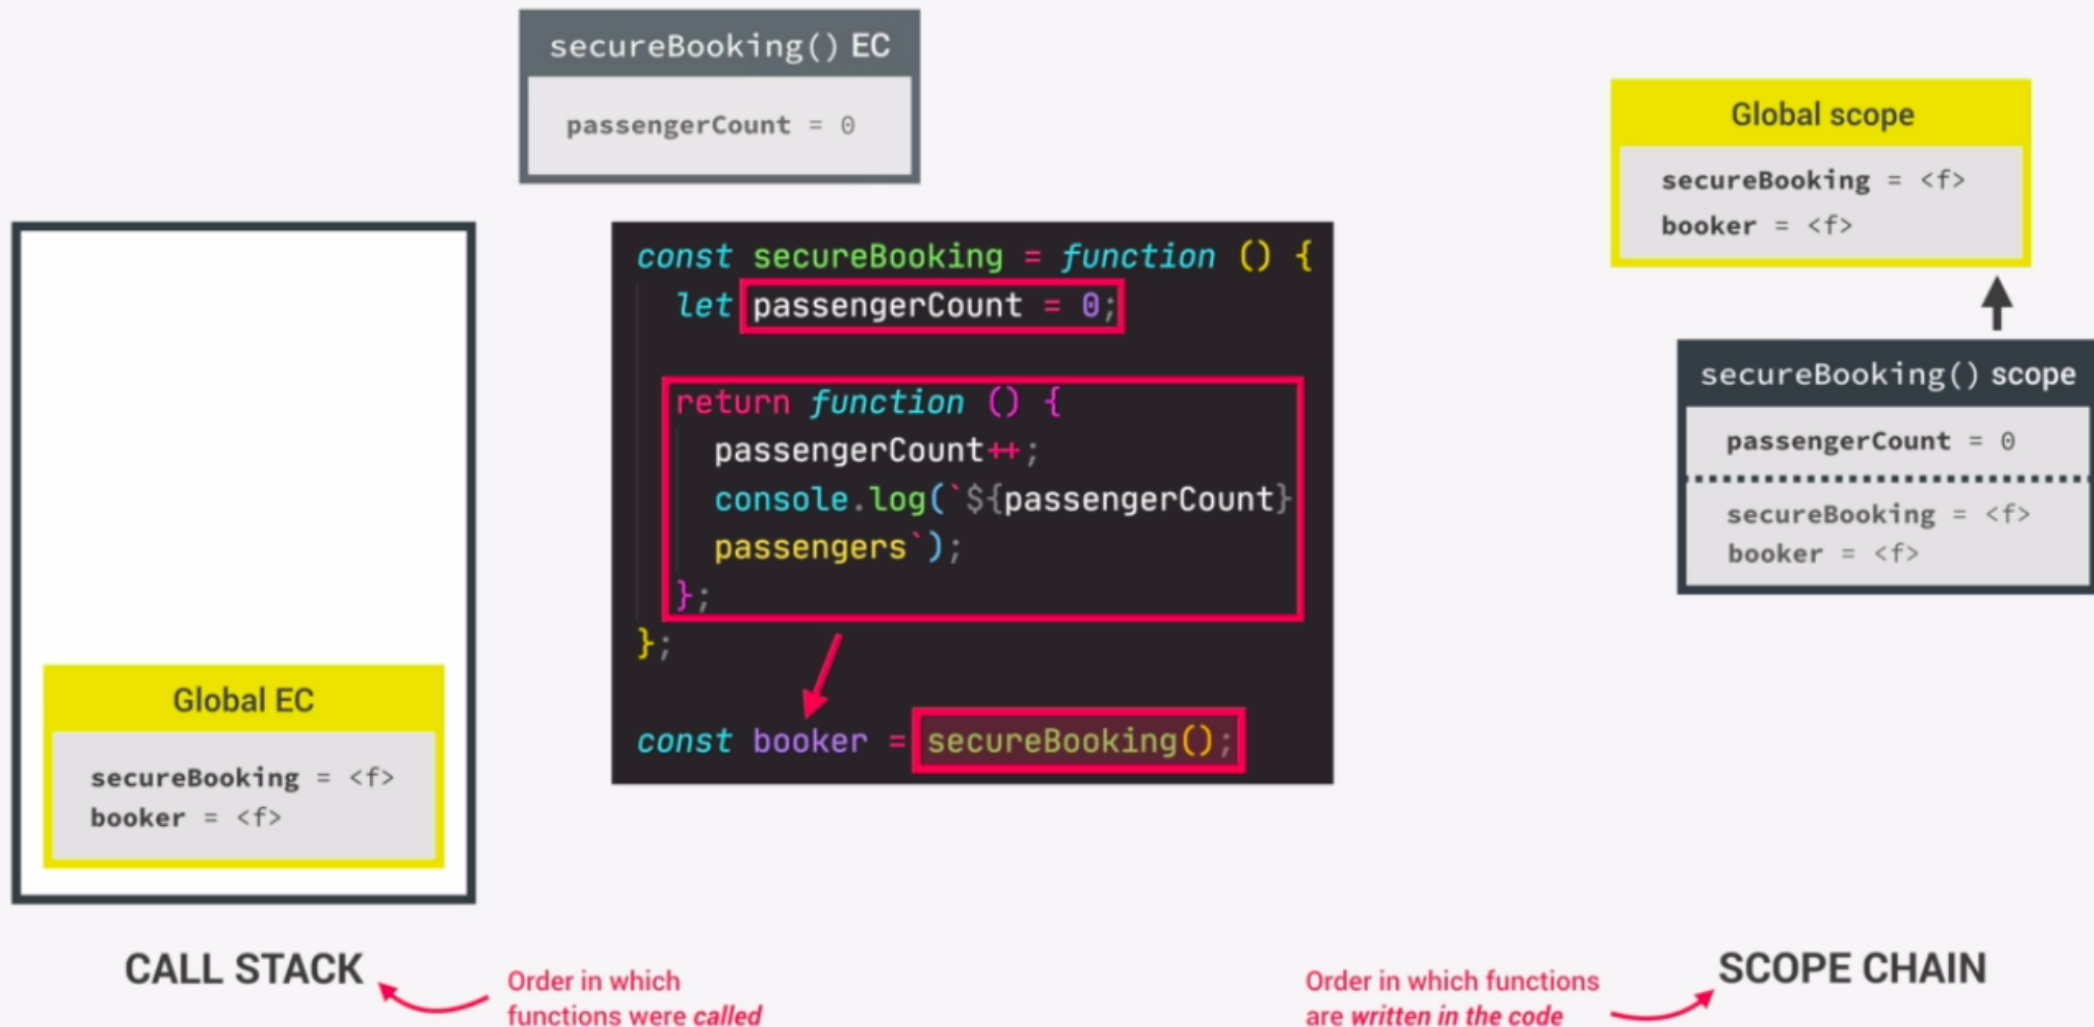 secureBooking() EC
passengerCount = 0
Global scope
secureBooking = <f>
booker = <f>
const secureBooking = function () {
let passengerCount = 0;
return function () {
passengerCount++;
console.log(`${passengerCount}
passengers`);
};
};
const booker = secureBooking();
secureBooking() scope
passengerCount = 0
secureBooking = <f>
booker = <f>
Global EC
secureBooking = <f>
booker = <f>
CALL STACK
Order in which
functions were called
Order in which functions
are written in the code
SCOPE CHAIN